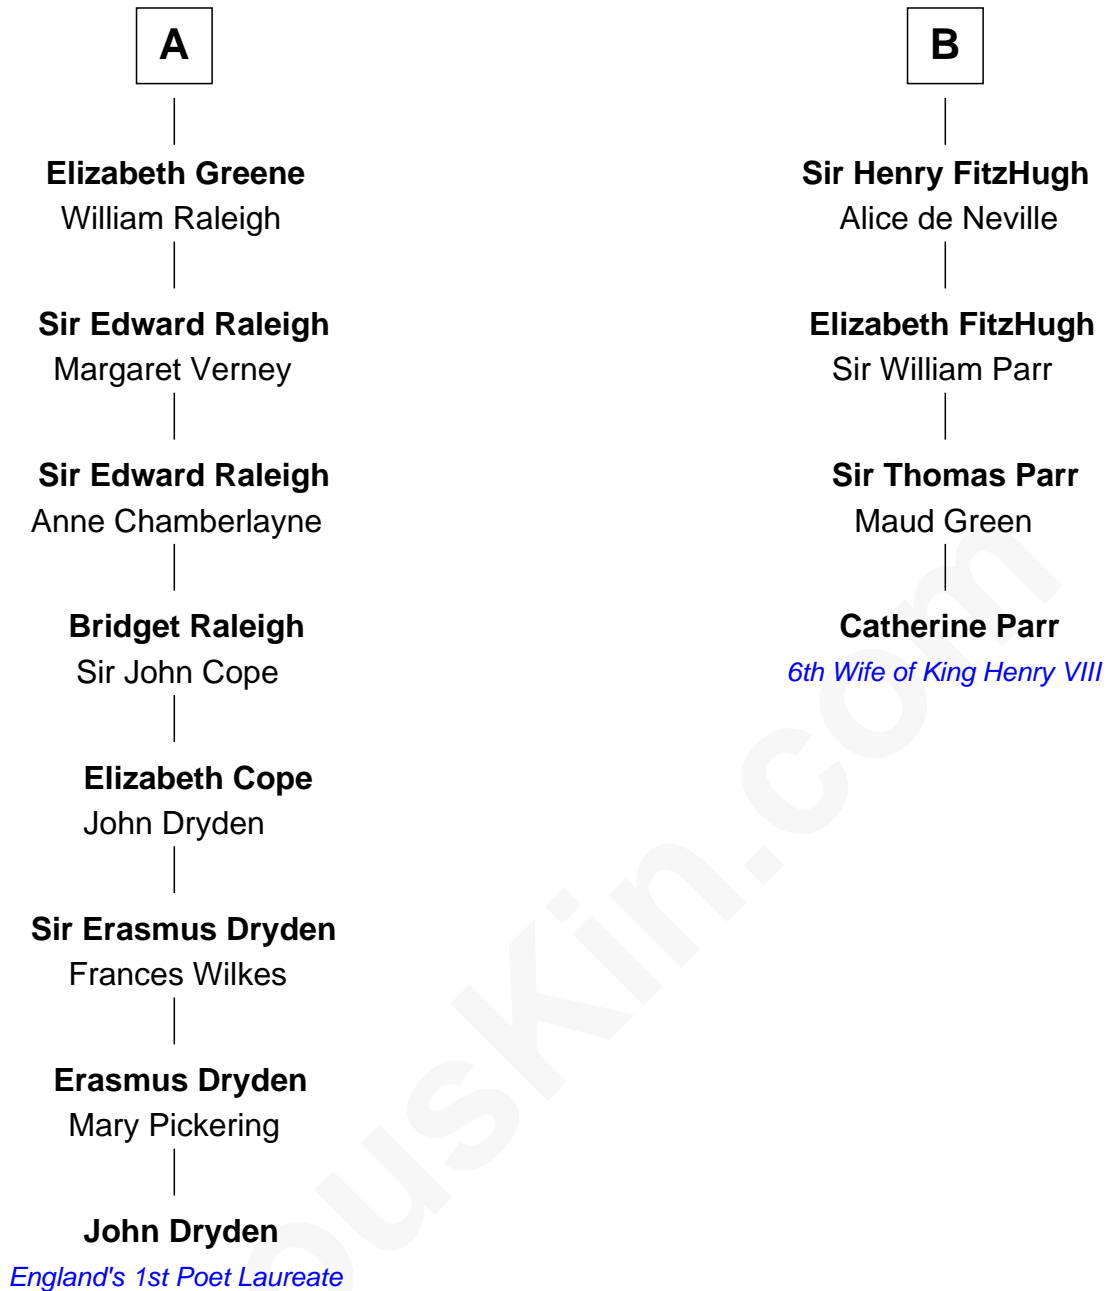 A
Elizabeth Greene
William Raleigh
Sir Edward Raleigh
Margaret Verney
Sir Edward Raleigh
Anne Chamberlayne
Bridget Raleigh
Sir John Cope
Elizabeth Cope
John Dryden
Sir Erasmus Dryden
Frances Wilkes
Erasmus Dryden
Mary Pickering
John Dryden
England's 1st Poet Laureate
B
Sir Henry FitzHugh
Alice de Neville
Elizabeth FitzHugh
Sir William Parr
Sir Thomas Parr
Maud Green
Catherine Parr
6th Wife of King Henry VIII
ousKin.com